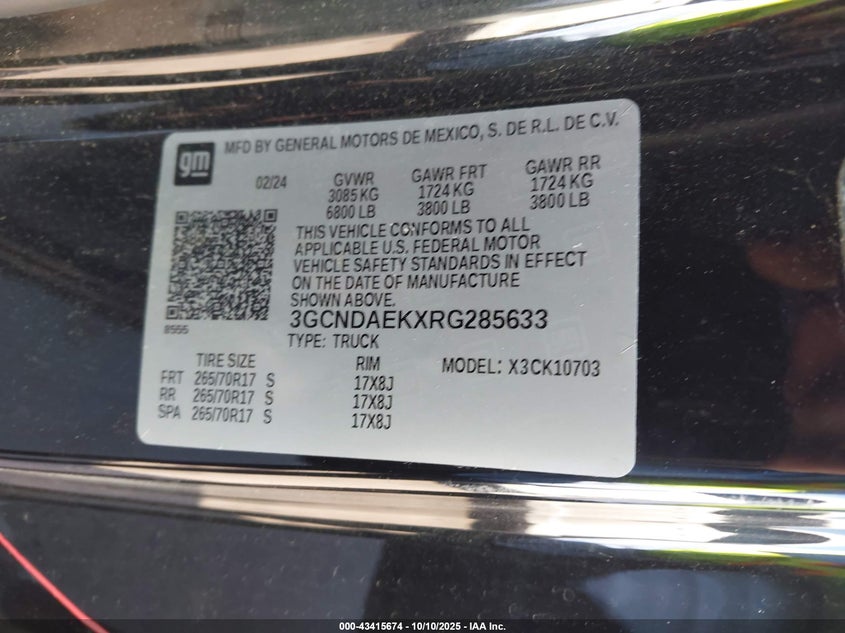 gm
MFD BY GENERAL MOTORS DE MEXICO, S. DE R.L. DE C.V.
02/24
GVWR GAWR FRT GAWR RR
3085 KG 1724 KG 1724 KG
6800 LB 3800 LB 3800 LB
THIS VEHICLE CONFORMS TO ALL
APPLICABLE U.S. FEDERAL MOTOR
VEHICLE SAFETY STANDARDS IN EFFECT
ON THE DATE OF MANUFACTURE
SHOWN ABOVE.
8555
3GCNDAEKXRG285633
TYPE: TRUCK
TIRE SIZE RIM MODEL: X3CK10703
FRT 265/70R17 S 17X8J
RR 265/70R17 S 17X8J
SPA 265/70R17 S 17X8J
000-43415674 - 10/10/2025 - IAA Inc.